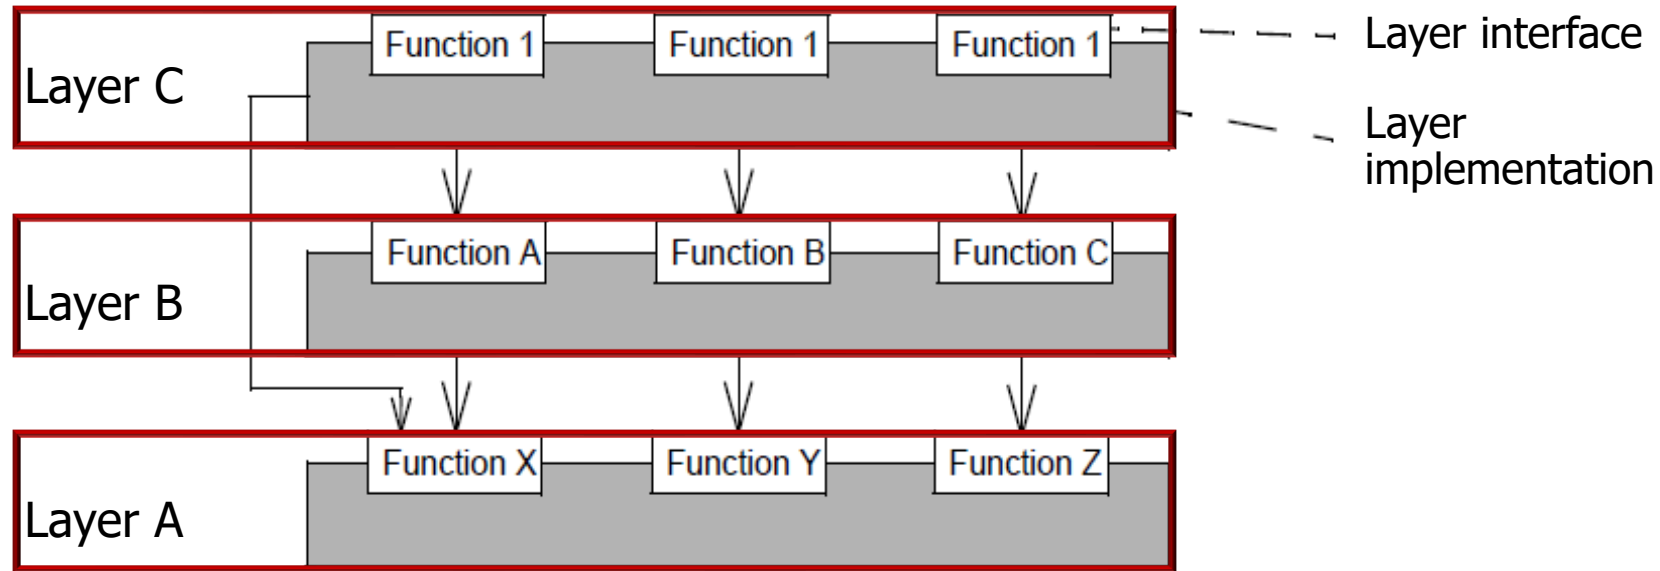 Function 1 Function 1 Function 1 Layer interface
Layer C
Layer
implementation
Function A Function B Function C
Layer B
Function X Function Y Function Z
Layer A